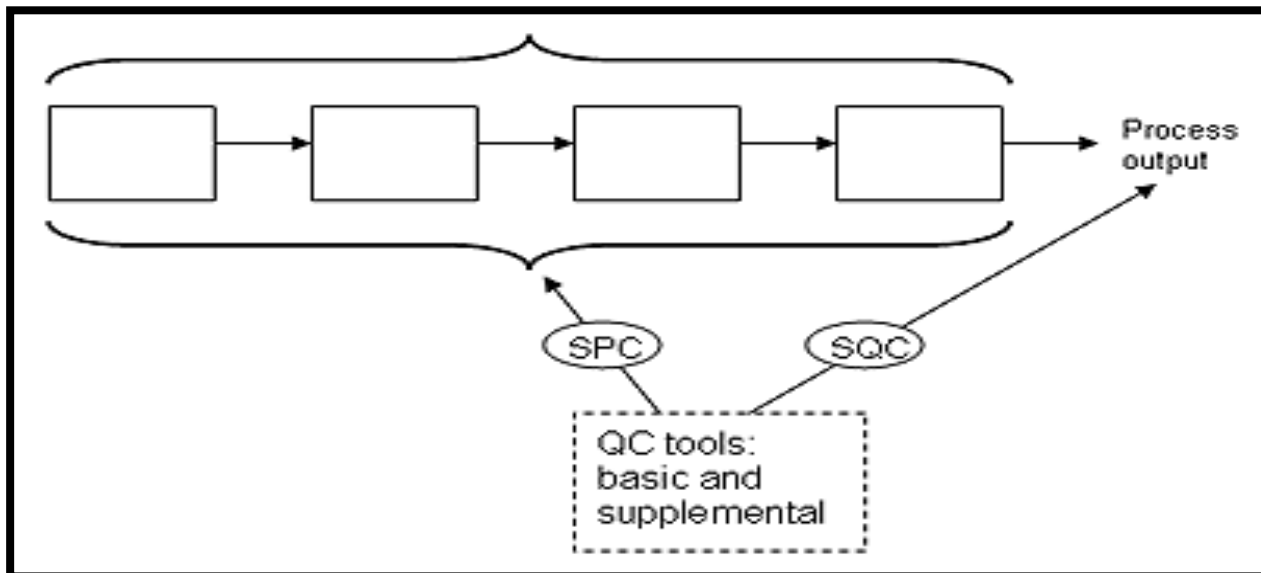 Process
output
SPC
SQC
QC tools:
basic and
supplemental